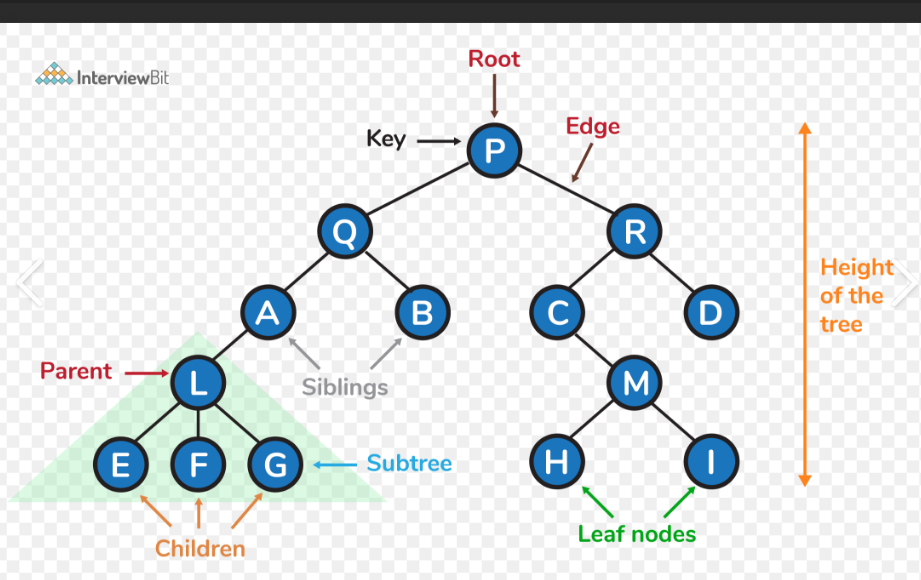 InterviewBit
Root
Key
Edge
P
Q
R
Height
of the
tree
A
B
C
D
Parent
L
Siblings
M
E
F
G
Subtree
H
I
Children
Leaf nodes